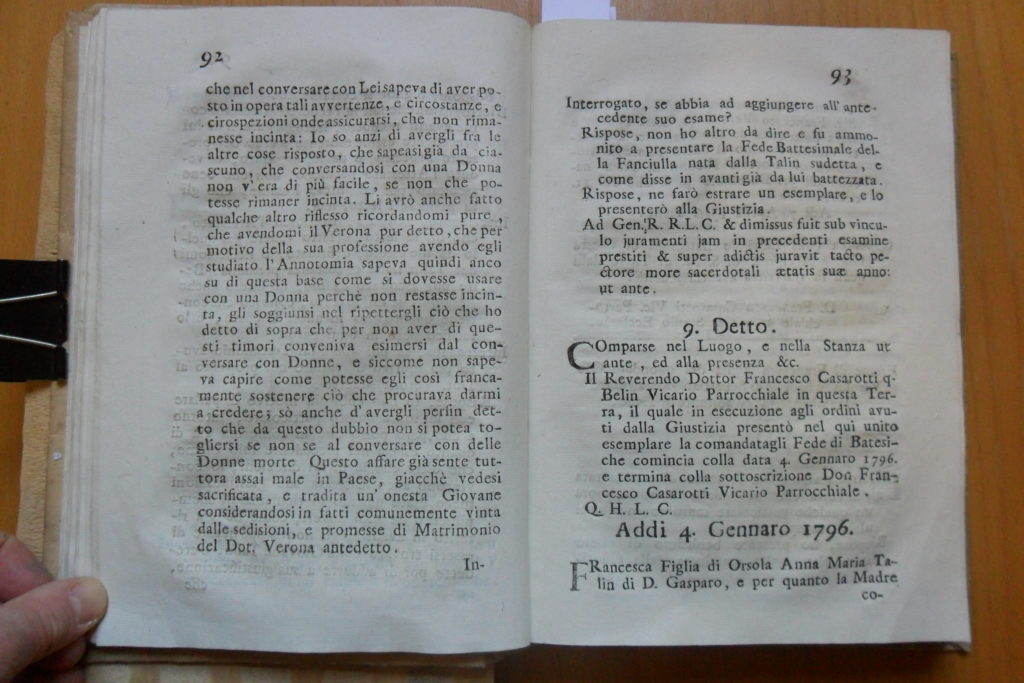 92
che nel conversare con Lei sapeva di aver po-
sto in opera tali avvertenze, e circostanze, e
cirospezioni onde assicurarsi, che non rima-
nesse incinta: Io so anzi di avergli fra le
altre cose risposto, che sapeasi già da cia-
scuno, che conversandosi con una Donna
non v'era di più facile, se non che po-
tesse rimaner incinta. Li avrò anche fatto
qualche altro riflesso ricordandomi pure,
che avendomi il Verona pur detto, che per
motivo della sua professione avendo egli
studiato l'Annotomia sapeva quindi anco
su di questa base come si dovesse usare
con una Donna perchè non restasse incin-
ta, gli soggiunsi nel ripettergli ciò che ho
detto di sopra che per non aver di que-
sti timori conveniva esimersi dal con-
versare con Donne, e siccome non sape-
va capire come potesse egli così franca-
mente sostenere ciò che procurava darmi
a credere; sò anche d'avergli perfin det-
to che da questo dubbio non si potea to-
gliersi se non se al conversare con delle
Donne morte Questo affare già sente tut-
tora assai male in Paese, giacchè vedesi
sacrificata, e tradita un' onesta Giovane
considerandosi in fatti comunemente vinta
dalle sedisioni, e promesse di Matrimonio
del Dot. Verona antedetto.
In-
93
Interrogato, se abbia ad aggiungere all' ante-
cedente suo esame?
Rispose, non ho altro da dire e fu ammo-
nito a presentare la Fede Battesimale del-
la Fanciulla nata dalla Talin sudetta, e
come disse in avanti già da lui battezzata.
Rispose, ne farò estrare un esemplare, e lo
presenterò alla Giustizia.
Ad Gen. R. R. L. C. & dimissus fuit sub vincu-
lo juramenti jam in precedenti esamine
prestiti & super adictis juravit tacto pe-
ctore more sacerdotali ætatis suæ anno:
ut ante.
9. Detto.
COmparse nel Luogo, e nella Stanza ut
ante, ed alla presenza &c.
Il Reverendo Dottor Francesco Casarotti q.
Belin Vicario Parrocchiale in questa Ter-
ra, il quale in esecuzione agli ordini avu-
ti dalla Giustizia presentò nel qui unito
esemplare la comandatagli Fede di Batesi-
che comincia colla data 4. Gennaro 1796.
e termina colla sottoscrizione Don Fran-
cesco Casarotti Vicario Parrocchiale.
Q. H. L. C.
Addi 4. Gennaro 1796.
FRancesca Figlia di Orsola Anna Maria Ta-
lin di D. Gasparo, e per quanto la Madre
co-